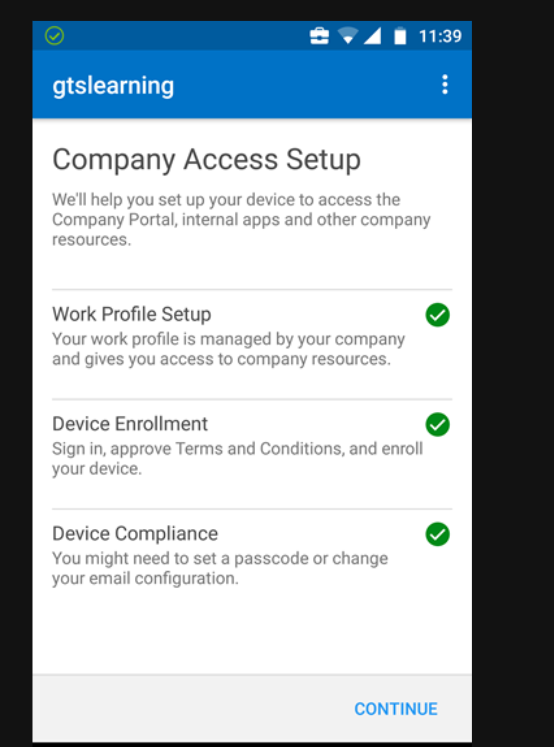 11:39
gtslearning
Company Access Setup
We'll help you set up your device to access the
Company Portal, internal apps and other company
resources.
Work Profile Setup
Your work profile is managed by your company
and gives you access to company resources.
Device Enrollment
Sign in, approve Terms and Conditions, and enroll
your device.
Device Compliance
You might need to set a passcode or change
your email configuration.
CONTINUE